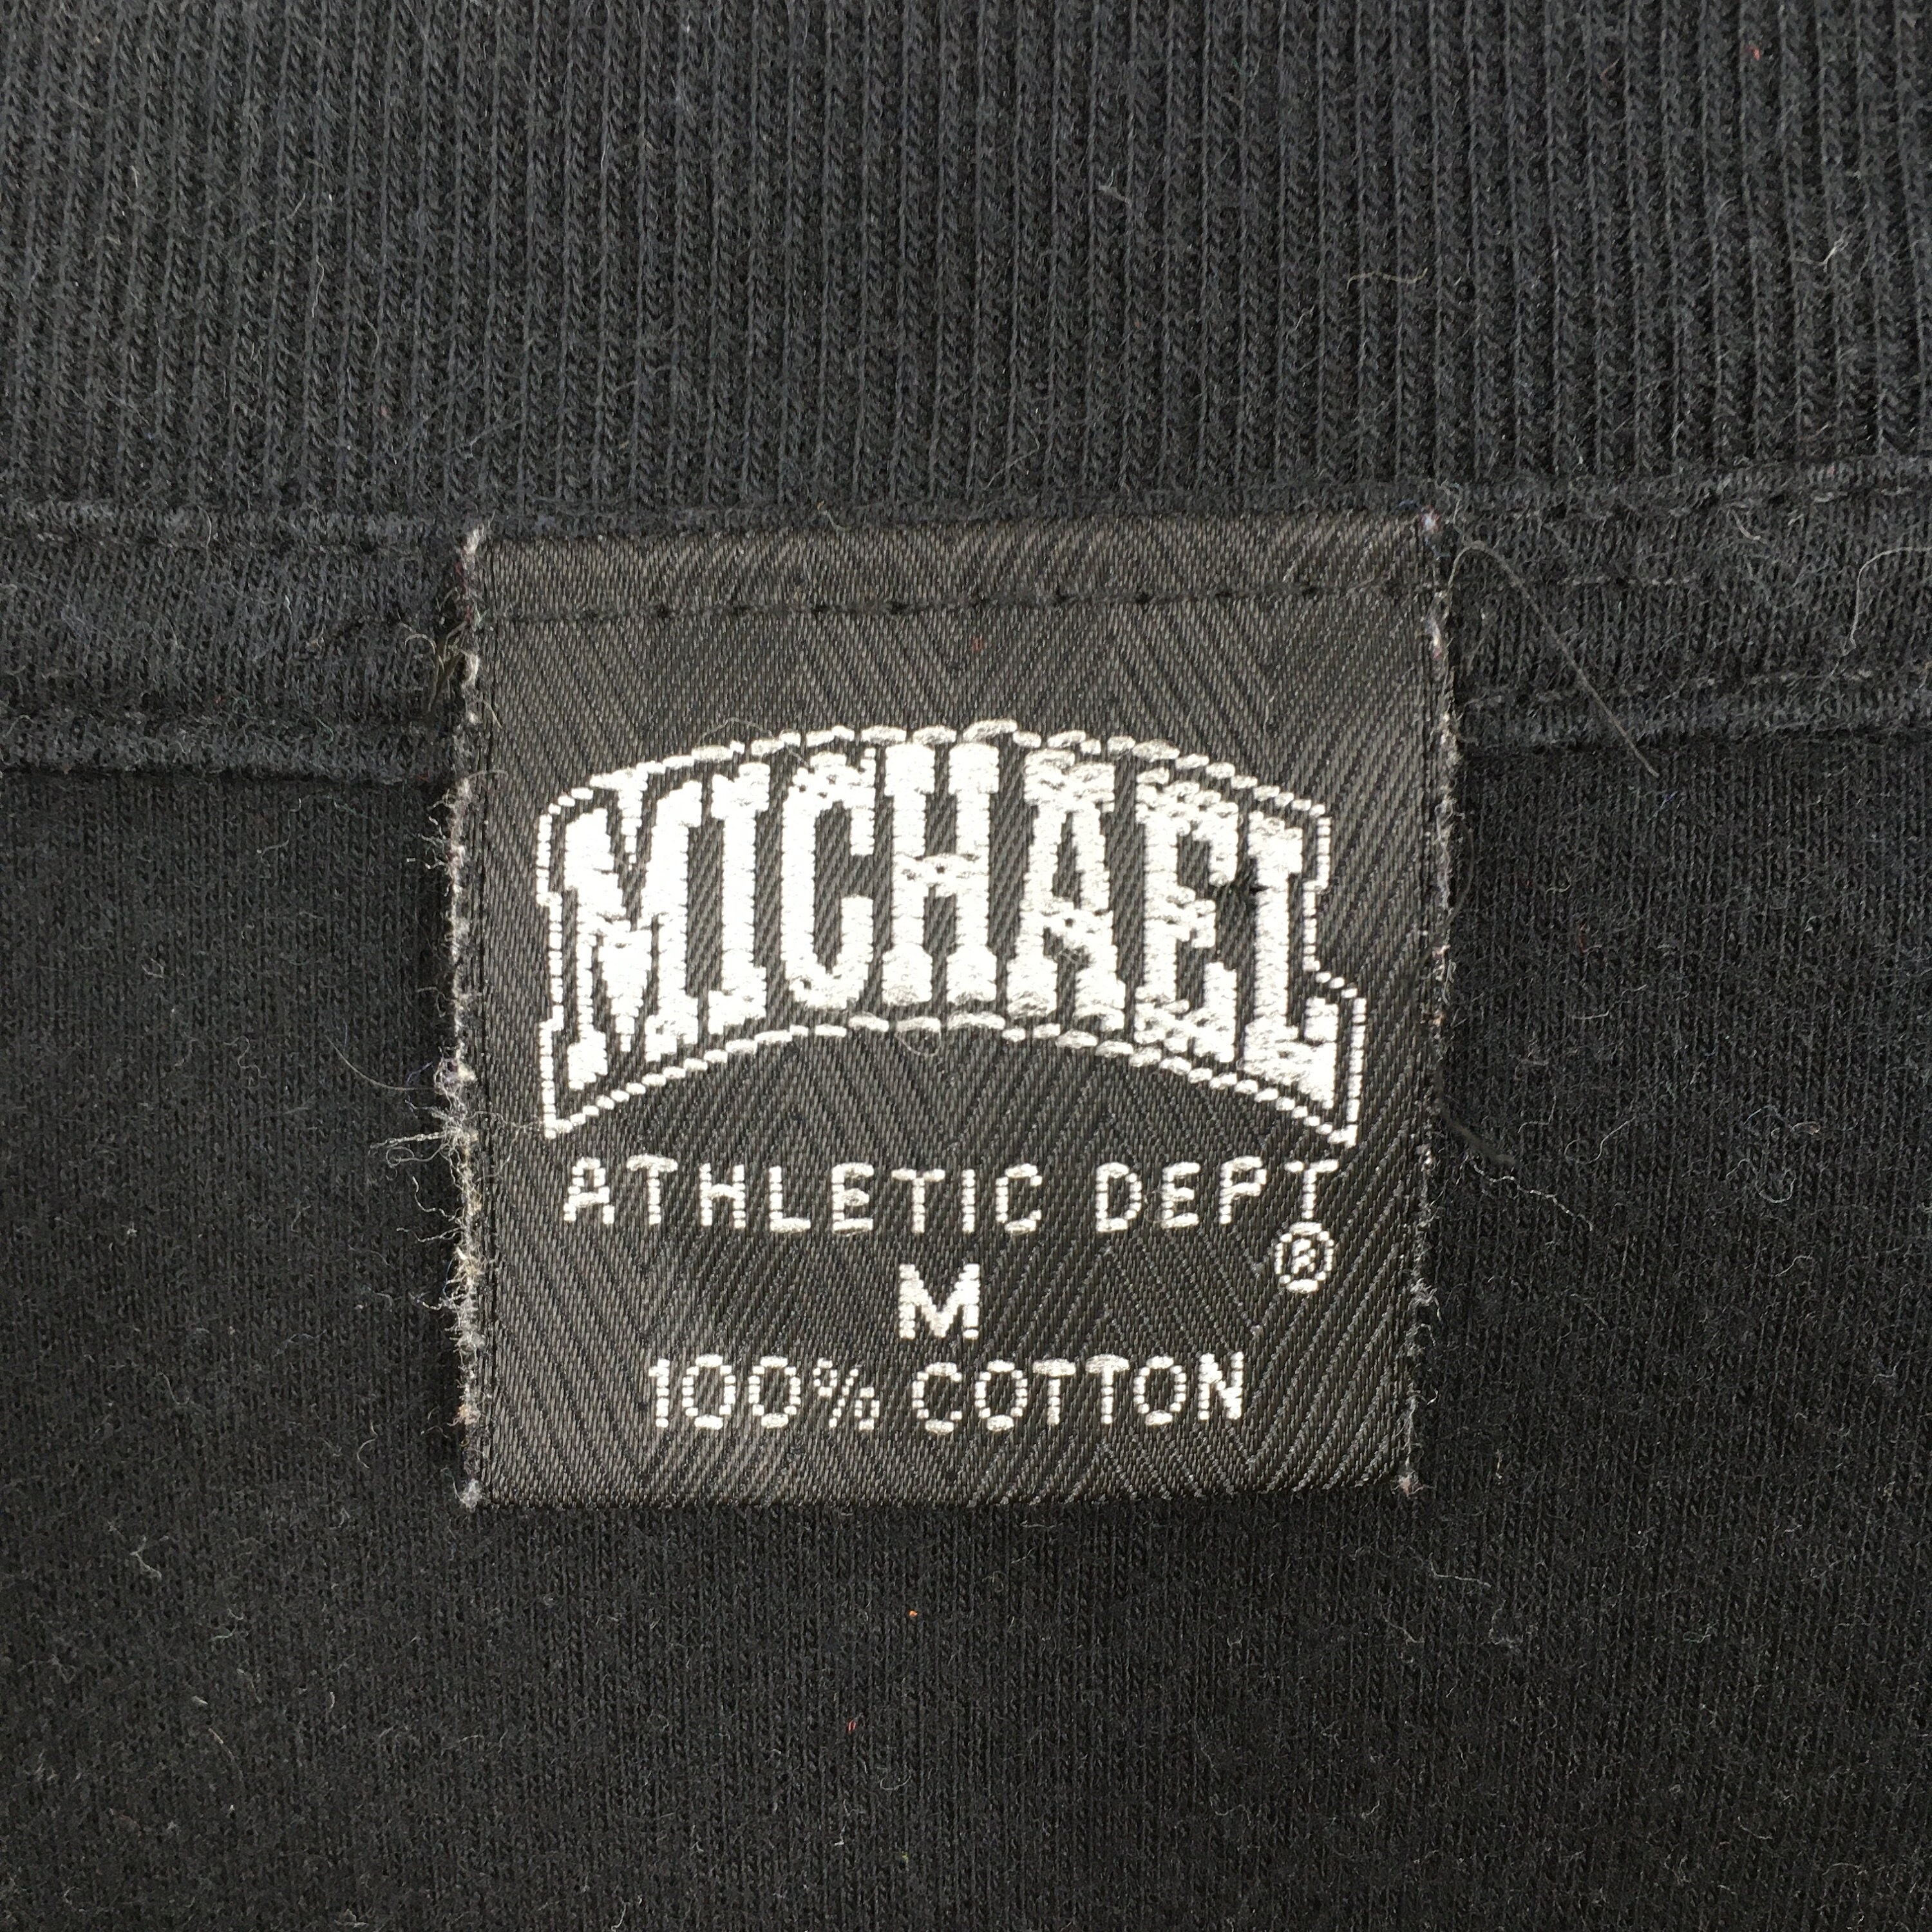 MICHAEL
ATHLETIC DEPT
®
M
100% COTTON